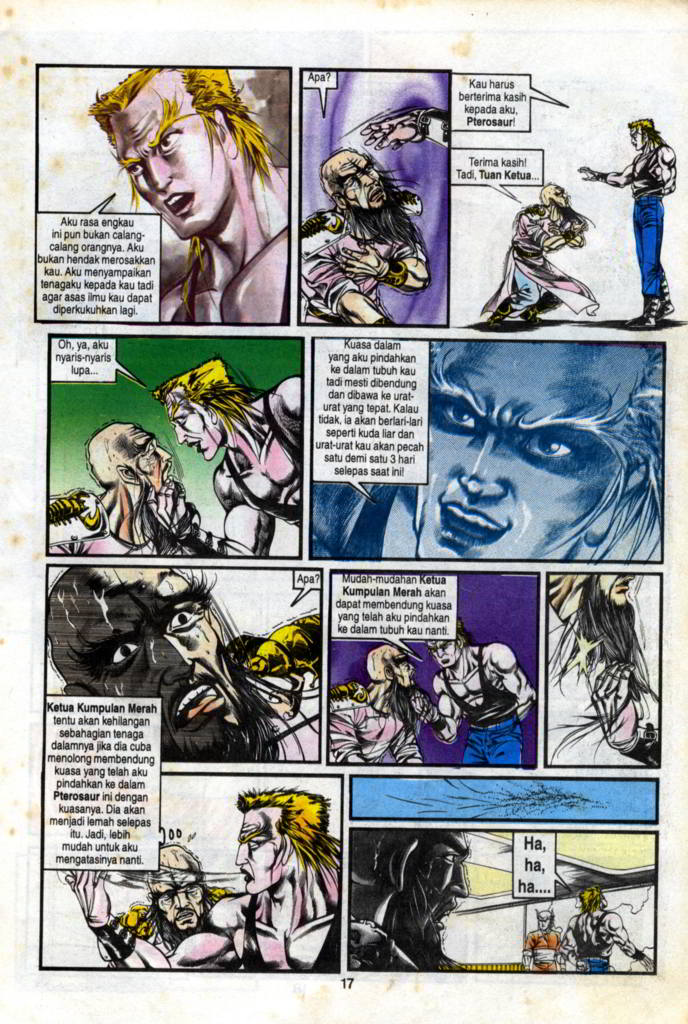 Aku rasa engkau
ini pun bukan calang-
calang orangnya. Aku
bukan hendak merosakkan
kau. Aku menyampaikan
tenagaku kepada kau tadi
agar asas ilmu kau dapat
diperkukuhkan lagi.
Apa?
Kau harus
berterima kasih
kepada aku,
Pterosaur!
Terima kasih!
Tadi, Tuan Ketua...
Oh, ya, aku
nyaris-nyaris
lupa...
Kuasa dalam
yang aku pindahkan
ke dalam tubuh kau
tadi mesti dibendung
dan dibawa ke urat-
urat yang tepat. Kalau
tidak, ia akan berlari-lari
seperti kuda liar dan
urat-urat kau akan pecah
satu demi satu 3 hari
selepas saat ini!
Apa?
Mudah-mudahan Ketua
Kumpulan Merah akan
dapat membendung kuasa
yang telah aku pindahkan
ke dalam tubuh kau nanti.
Ketua Kumpulan Merah
tentu akan kehilangan
sebahagian tenaga
dalamnya jika dia cuba
menolong membendung
kuasa yang telah aku
pindahkan ke dalam
Pterosaur ini dengan
kuasanya. Dia akan
menjadi lemah selepas
itu. Jadi, lebih
mudah untuk aku
mengatasinya nanti.
Ha,
ha,
ha....
17